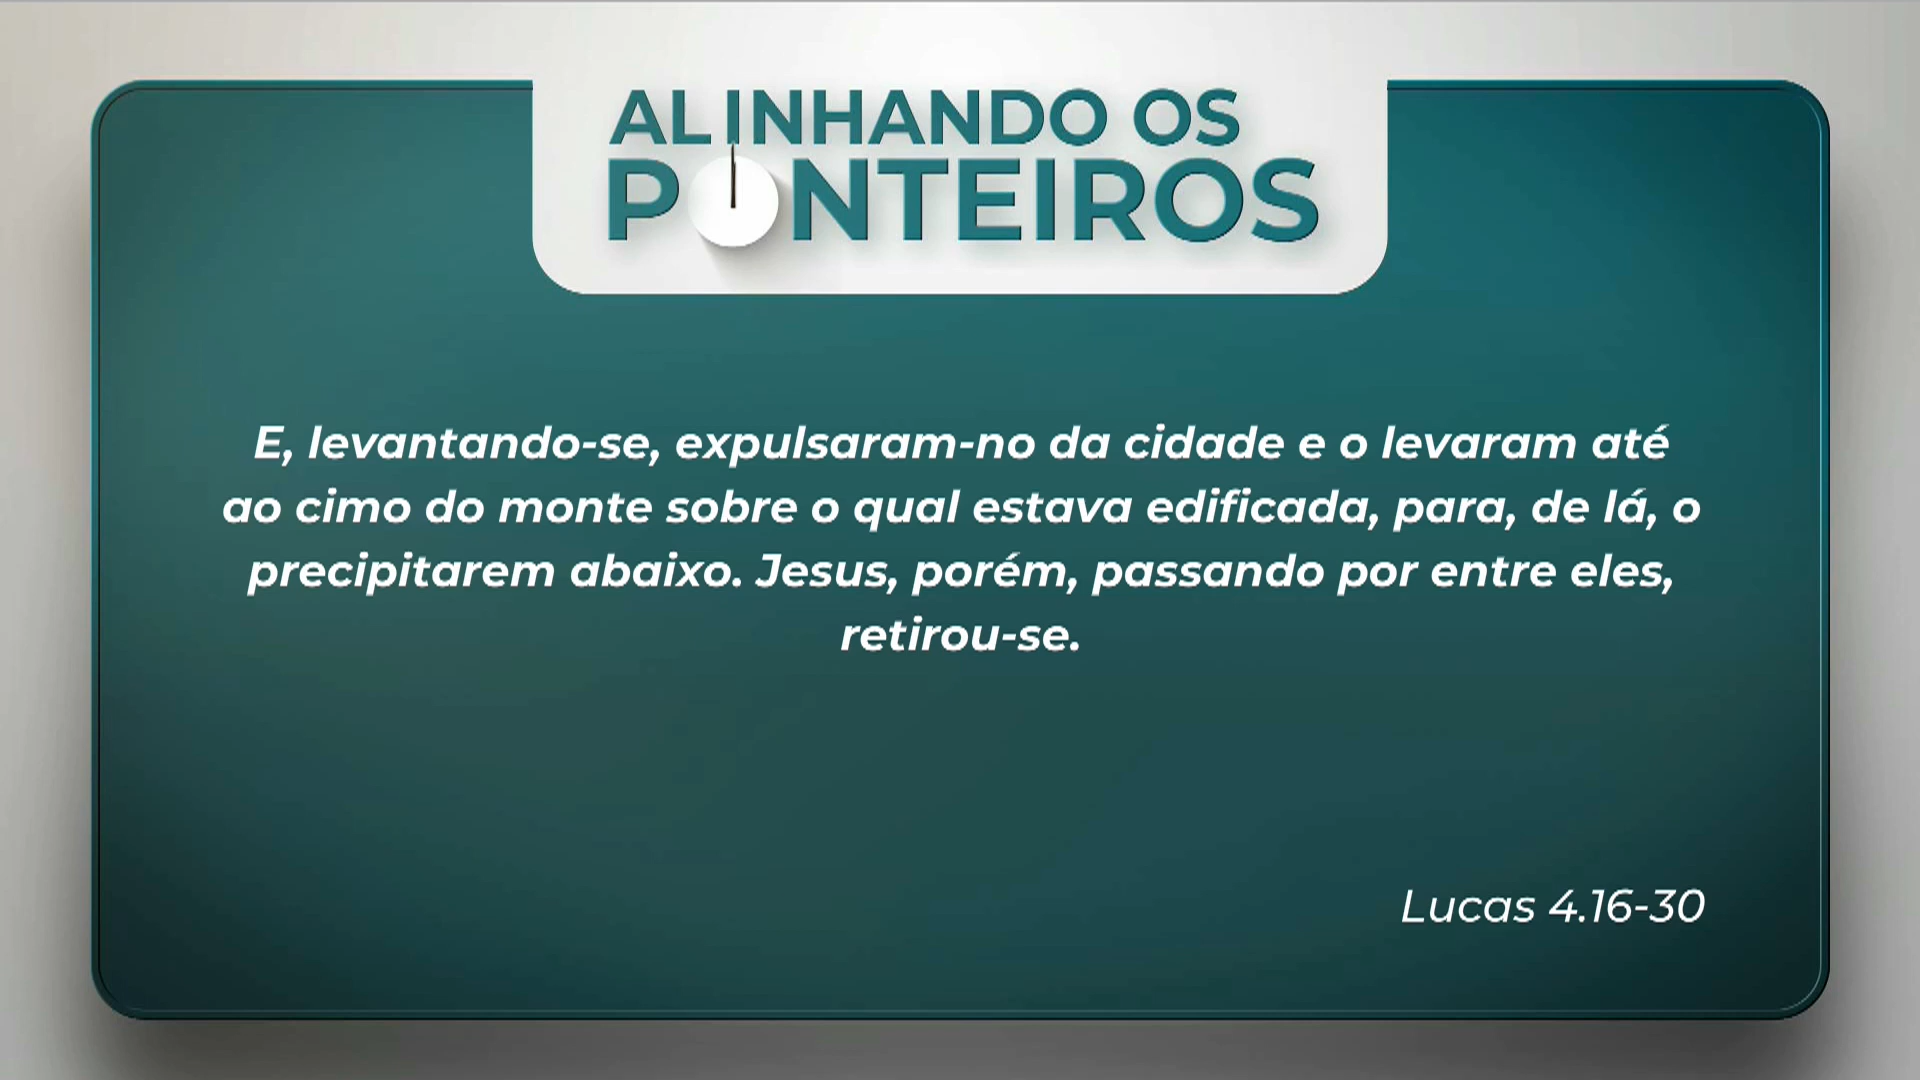 ALINHANDO OS
PONTEIROS
E, levantando-se, expulsaram-no da cidade e o levaram até
ao cimo do monte sobre o qual estava edificada, para, de lá, o
precipitarem abaixo. Jesus, porém, passando por entre eles,
retirou-se.
Lucas 4.16-30